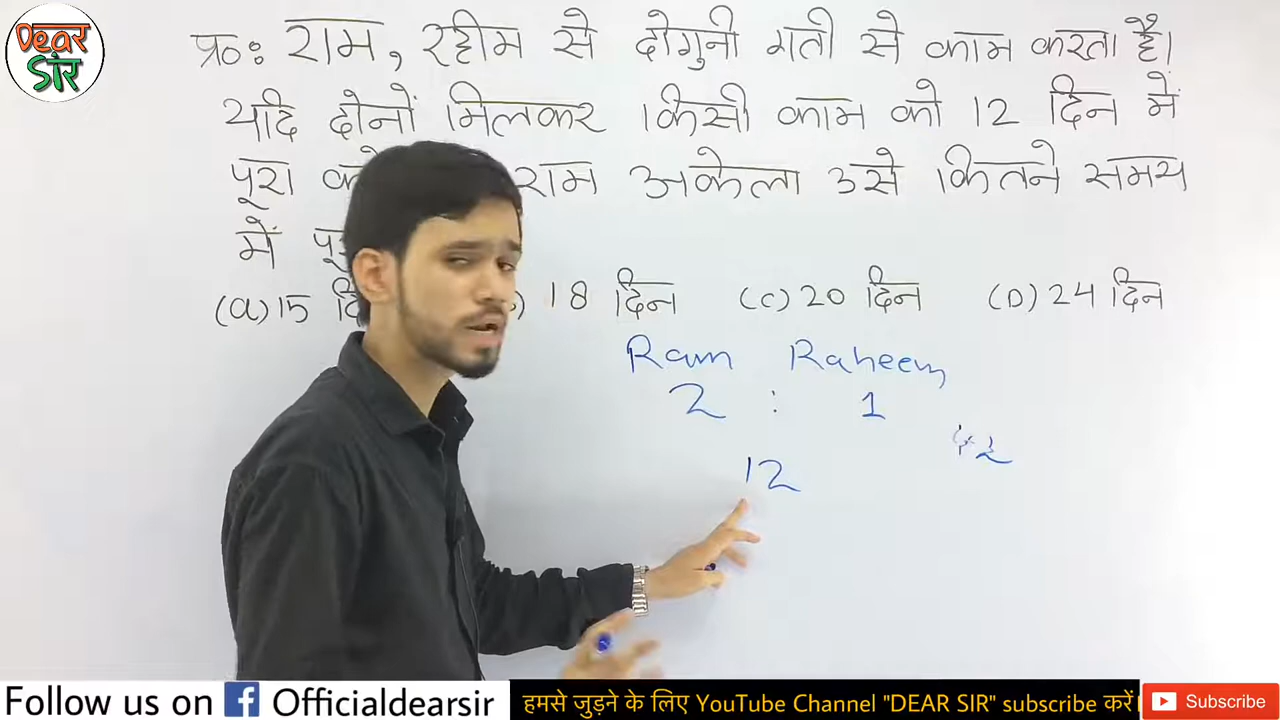 Dear
SIR
प्र०: राम, रहीम से दोगुनी गती से काम करता है।
यदि दोनों मिलकर किसी काम को 12 दिन में
पूरा राम अकेला उसे कितने समय
में
(a) 15 18 दिन (C) 20 दिन (D) 24 दिन
Ram Raheem
2 : 1
12
Follow us on f Officialdearsir
हमसे जुड़ने के लिए YouTube Channel "DEAR SIR" subscribe करें।
Subscribe